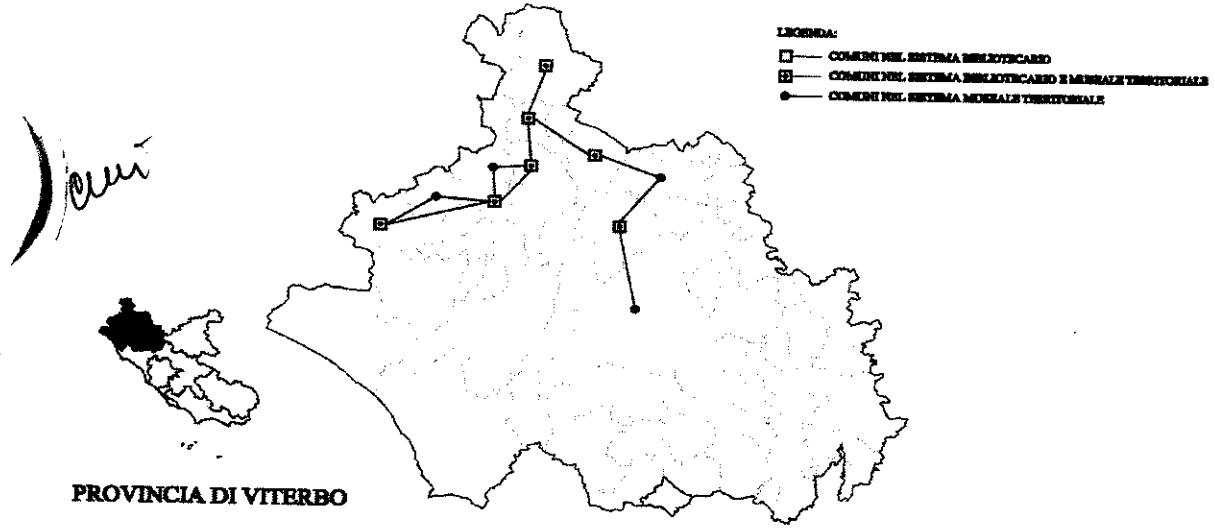 LEGENDA:
COMUNI NEL SISTEMA BIBLIOTECARIO
COMUNI NEL SISTEMA BIBLIOTECARIO E MUSEALE TERRITORIALE
COMUNI NEL SISTEMA MUSEALE TERRITORIALE
PROVINCIA DI VITERBO